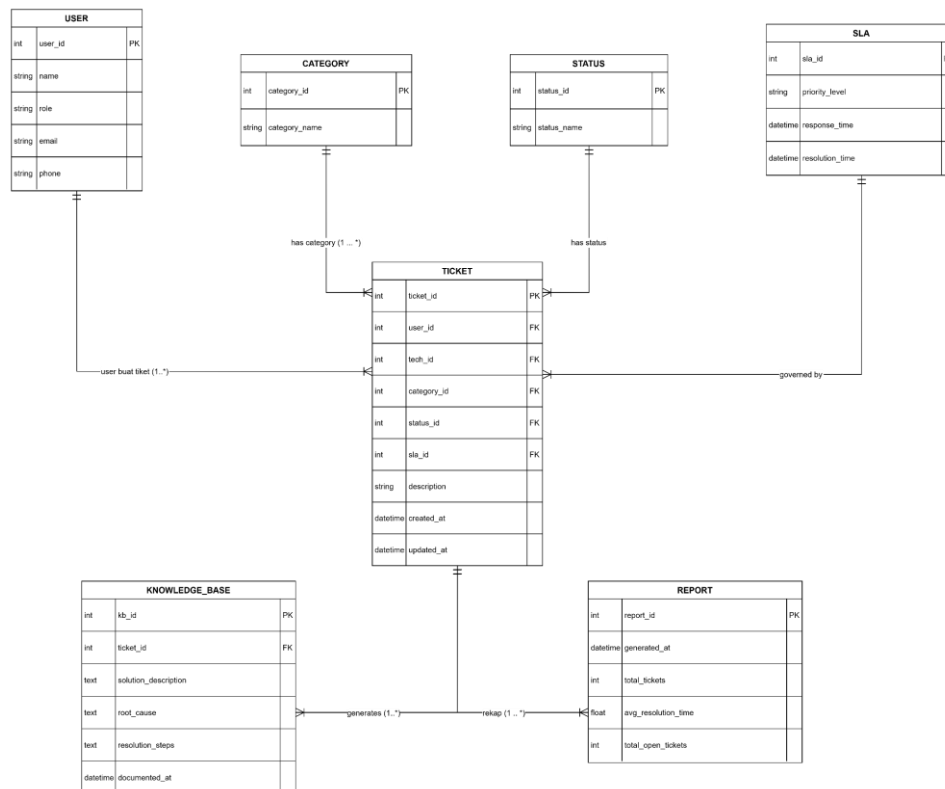 USER
int user_id PK
string name
string role
string email
string phone
CATEGORY
int category_id PK
string category_name
STATUS
int status_id PK
string status_name
SLA
int sla_id
string priority_level
datetime response_time
datetime resolution_time
has category (1 ... *)
has status
user buat tiket (1..*)
governed by
TICKET
int ticket_id PK
int user_id FK
int tech_id FK
int category_id FK
int status_id FK
int sla_id FK
string description
datetime created_at
datetime updated_at
KNOWLEDGE_BASE
int kb_id PK
int ticket_id FK
text solution_description
text root_cause
text resolution_steps
datetime documented_at
generates (1..*)
rekap (1 .. *)
REPORT
int report_id PK
datetime generated_at
int total_tickets
float avg_resolution_time
int total_open_tickets